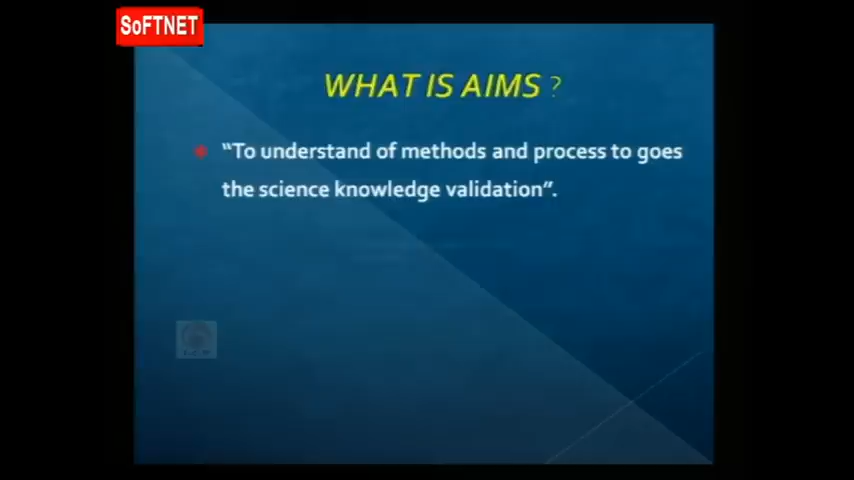 SoFTNET
WHAT IS AIMS ?
“To understand of methods and process to goes
the science knowledge validation”.